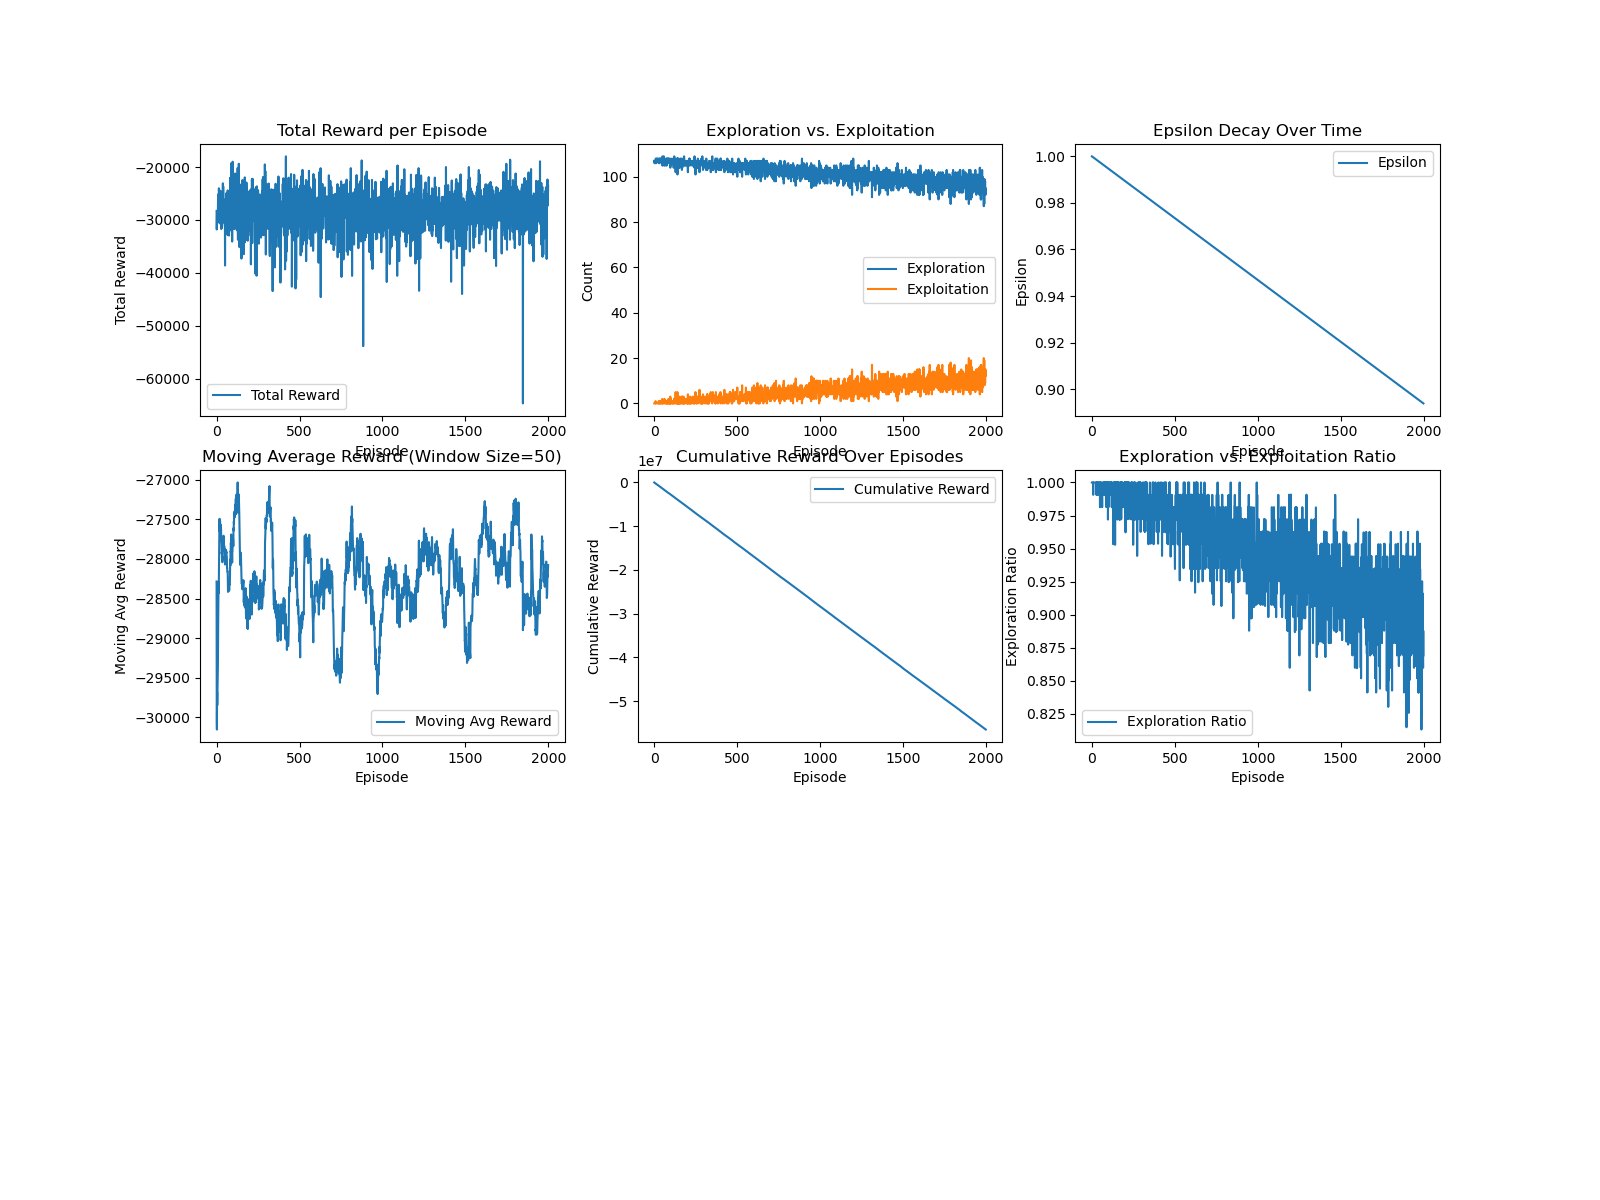 Total Reward per Episode
Total Reward
−20000
−30000
−40000
−50000
−60000
Total Reward
0 500 1000 1500 2000
Episode
Exploration vs. Exploitation
Count
100
80
60
40
20
0
Exploration
Exploitation
0 500 1000 1500 2000
Episode
Epsilon Decay Over Time
Epsilon
1.00
0.98
0.96
0.94
0.92
0.90
Epsilon
0 500 1000 1500 2000
Episode
Moving Average Reward (Window Size=50)
Moving Avg Reward
−27000
−27500
−28000
−28500
−29000
−29500
−30000
Moving Avg Reward
0 500 1000 1500 2000
Episode
Cumulative Reward Over Episodes
1e7
Cumulative Reward
0
−1
−2
−3
−4
−5
Cumulative Reward
0 500 1000 1500 2000
Episode
Exploration vs. Exploitation Ratio
Exploration Ratio
1.000
0.975
0.950
0.925
0.900
0.875
0.850
0.825
Exploration Ratio
0 500 1000 1500 2000
Episode